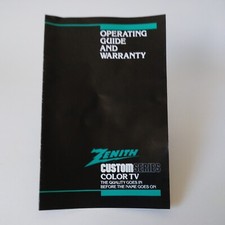 OPERATING
GUIDE
AND
WARRANTY
ZENITH
CUSTOM SERIES
COLOR TV
THE QUALITY GOES IN
BEFORE THE NAME GOES ON